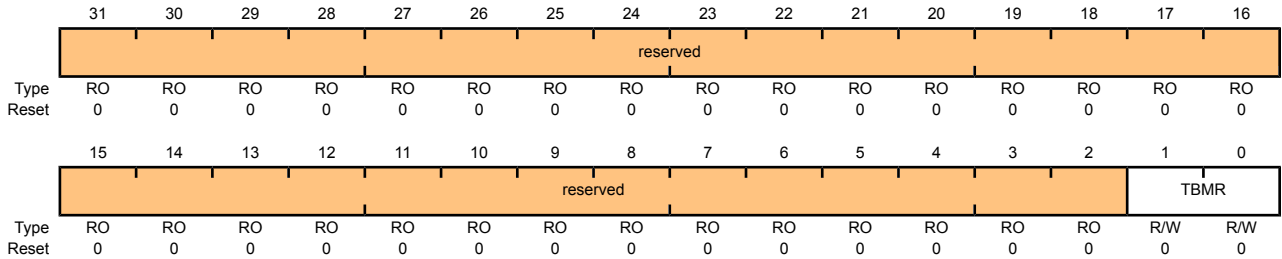 31 30 29 28 27 26 25 24 23 22 21 20 19 18 17 16
reserved
Type RO RO RO RO RO RO RO RO RO RO RO RO RO RO RO RO
Reset 0 0 0 0 0 0 0 0 0 0 0 0 0 0 0 0
15 14 13 12 11 10 9 8 7 6 5 4 3 2 1 0
reserved TBMR
Type RO RO RO RO RO RO RO RO RO RO RO RO RO RO R/W R/W
Reset 0 0 0 0 0 0 0 0 0 0 0 0 0 0 0 0